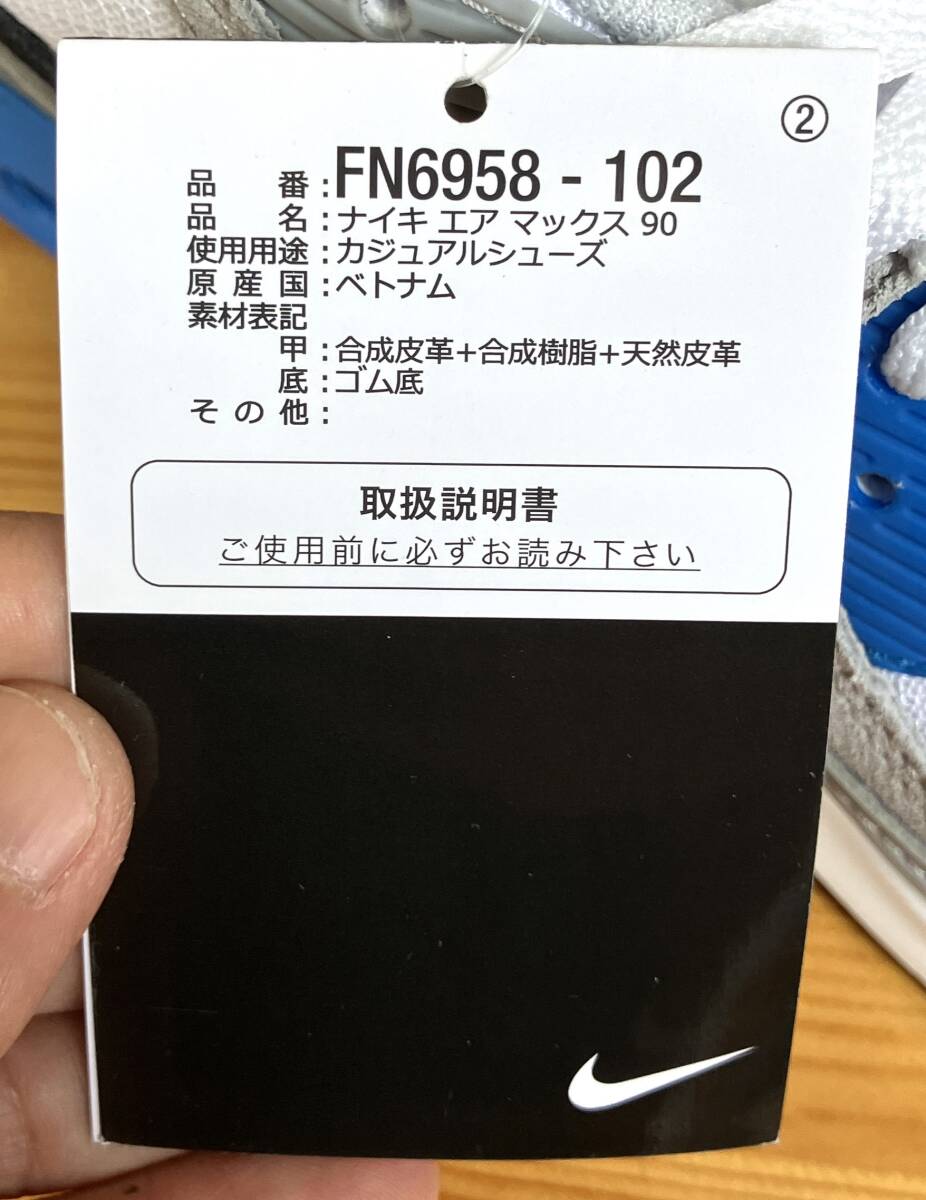 ②
品番:FN6958 - 102
品名:ナイキ エア マックス 90
使用用途:カジュアルシューズ
原産国:ベトナム
素材表記
甲:合成皮革+合成樹脂+天然皮革
底:ゴム底
その他:
取扱説明書
ご使用前に必ずお読み下さい